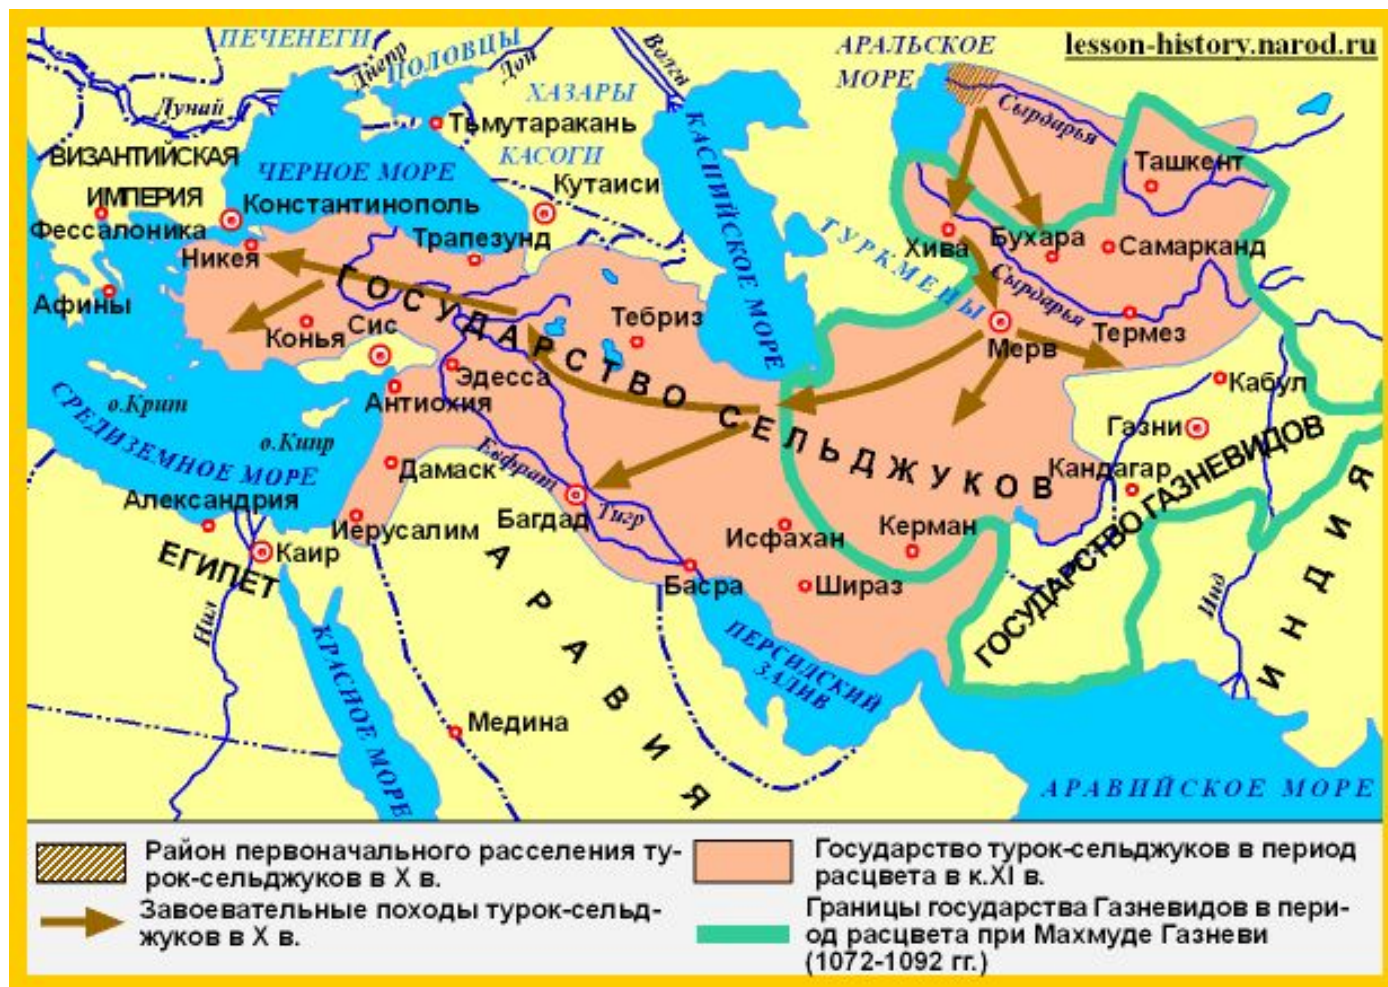 ПЕЧЕНЕГИ
Днепр
ПОЛОВЦЫ
Дон
Волга
АРАЛЬСКОЕ
МОРЕ
lesson-history.narod.ru
Дунай
ХАЗАРЫ
Тьмутаракань
КАСОГИ
КАСПИЙСКОЕ МОРЕ
Сырдарья
Ташкент
ВИЗАНТИЙСКАЯ
ИМПЕРИЯ
ЧЕРНОЕ МОРЕ
Кутаиси
Константинополь
Фессалоника
Трапезунд
Никея
ТУРКМЕНЫ
Хива
Бухара
Самарканд
Сырдарья
Афины
Конья
Сис
Тебриз
Мерв
Термез
ГОСУДАРСТВО СЕЛЬДЖУКОВ
Эдесса
Антиохия
Кабул
Газни
о.Крит
о.Кипр
СРЕДИЗЕМНОЕ МОРЕ
Евфрат
Дамаск
Кандагар
ГОСУДАРСТВО ГАЗНЕВИДОВ
ИНДИЯ
Александрия
Иерусалим
Багдад
Тигр
Исфахан
Керман
ЕГИПЕТ
Каир
Басра
Шираз
АРАВИЯ
Нил
КРАСНОЕ МОРЕ
ПЕРСИДСКИЙ
ЗАЛИВ
Инд
Медина
АРАВИЙСКОЕ МОРЕ
Район первоначального расселения ту-
рок-сельджуков в X в.
Завоевательные походы турок-сельд-
жуков в X в.
Государство турок-сельджуков в период
расцвета в к.XI в.
Границы государства Газневидов в пери-
од расцвета при Махмуде Газневи
(1072-1092 гг.)